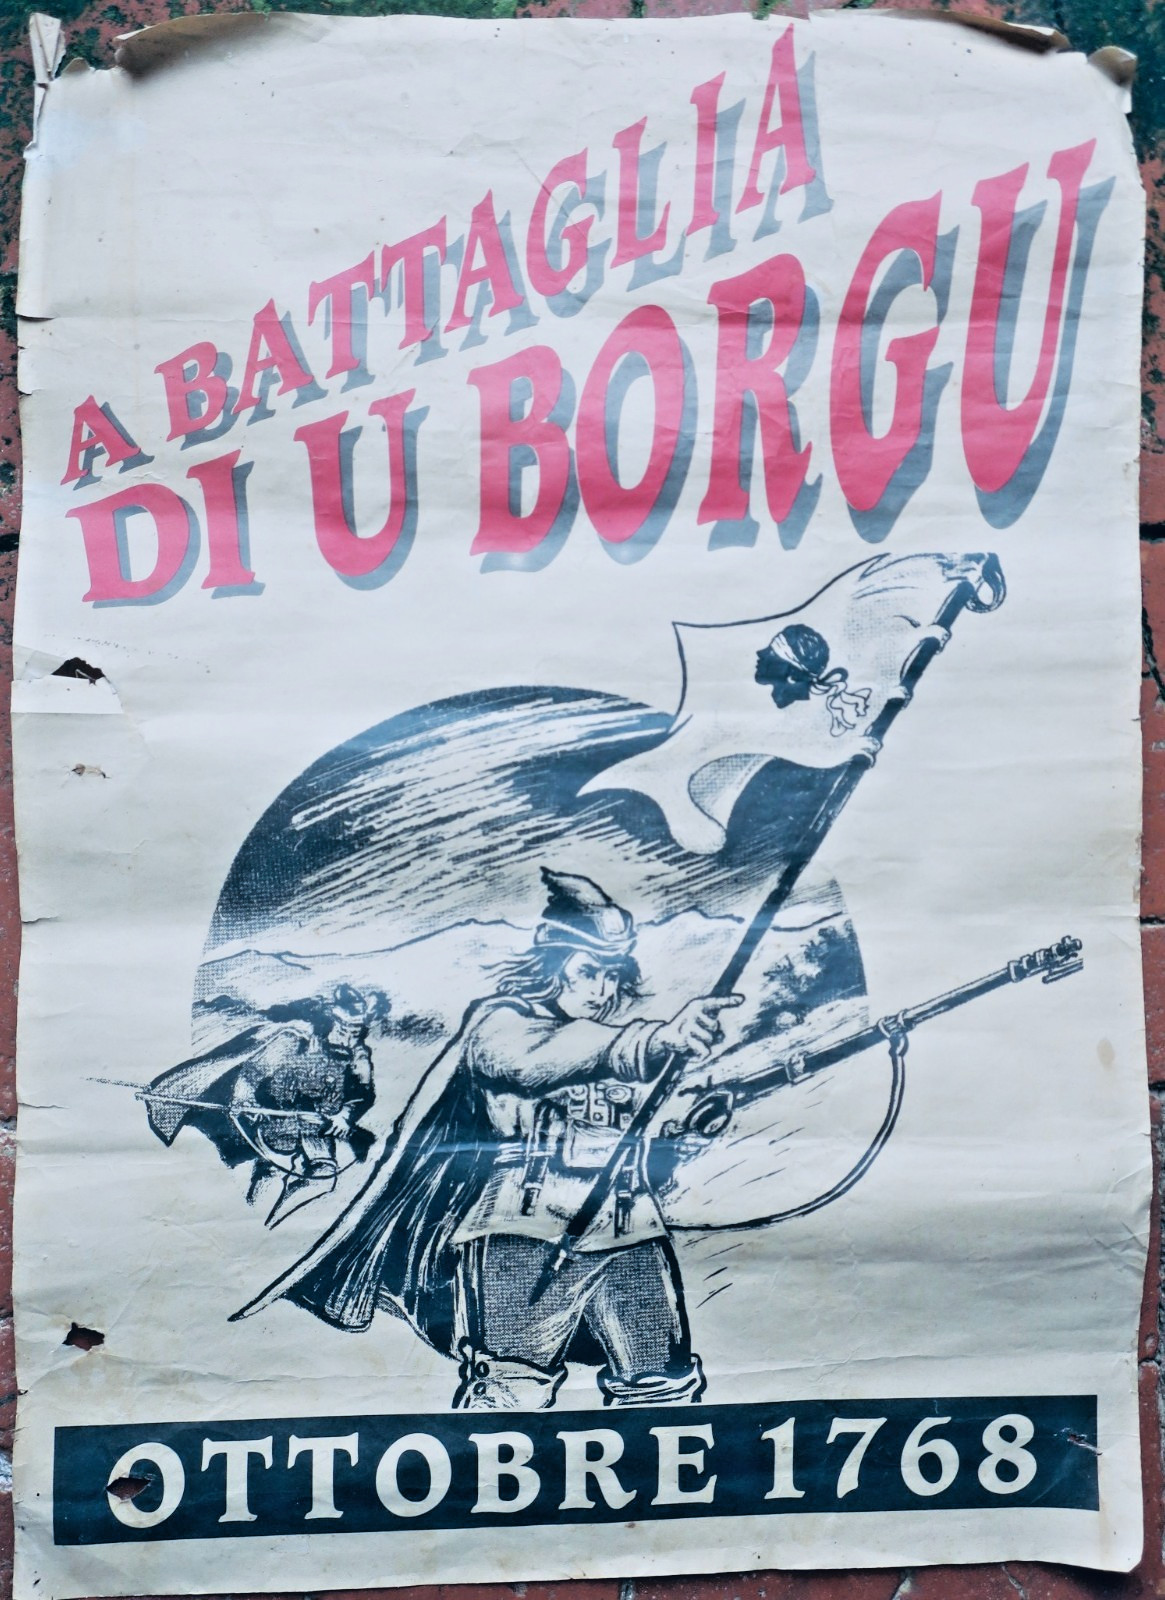 A BATTAGLIA
DI U BORGU
OTTOBRE 1768